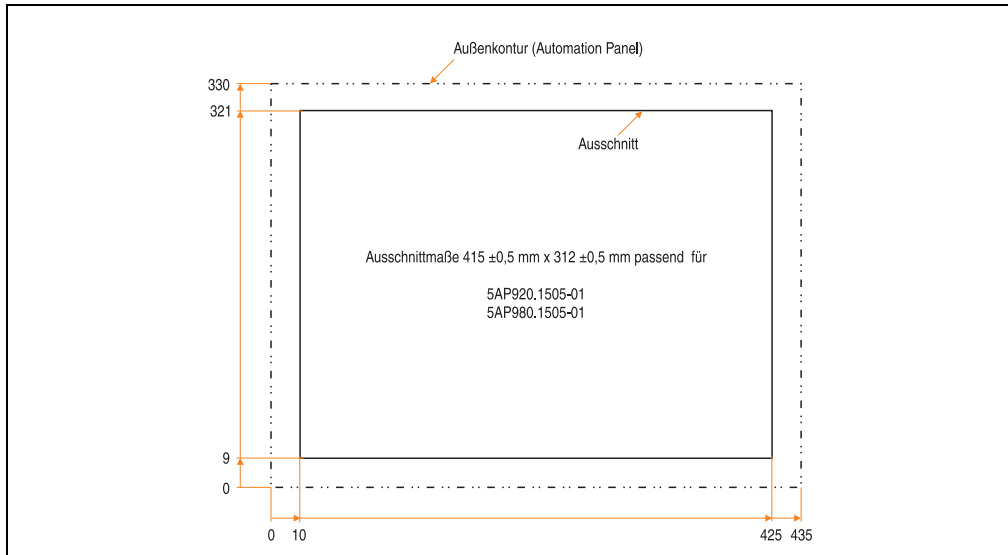 Außenkontur (Automation Panel)
330
321
Ausschnitt
Ausschnittmaße 415 ±0,5 mm x 312 ±0,5 mm passend für
5AP920.1505-01
5AP980.1505-01
9
0
0 10 425 435